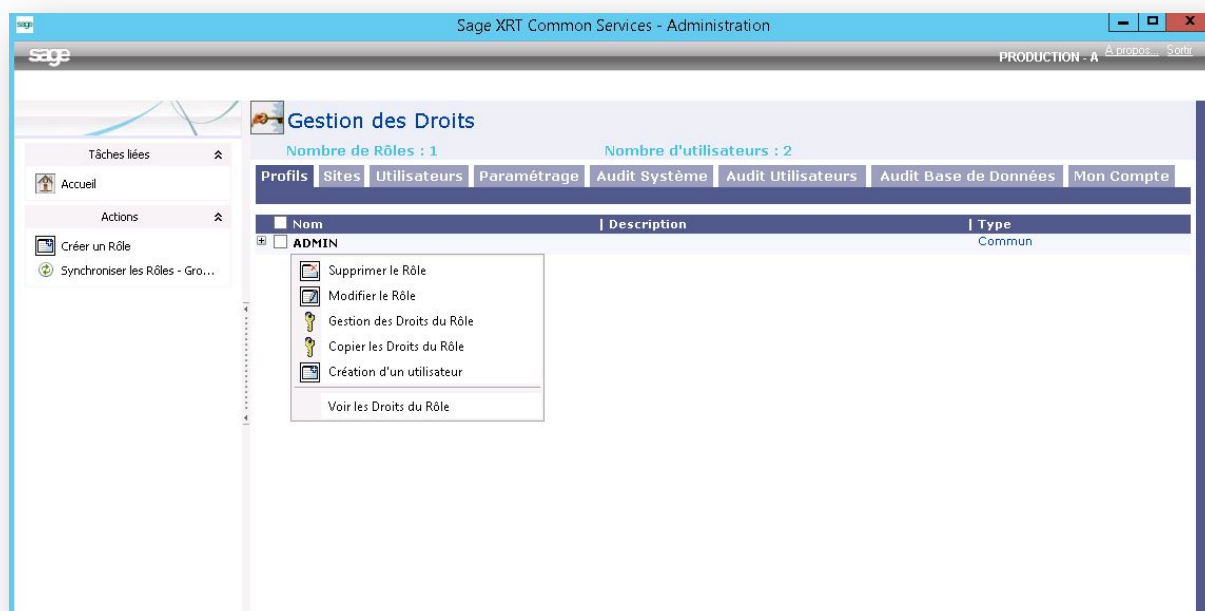 sage
Sage XRT Common Services - Administration
sage
PRODUCTION - A
À propos... Sortir
Gestion des Droits
Nombre de Rôles : 1 Nombre d'utilisateurs : 2
Tâches liées
Accueil
Actions
Créer un Rôle
Synchroniser les Rôles - Gro...
Profils Sites Utilisateurs Paramétrage Audit Système Audit Utilisateurs Audit Base de Données Mon Compte
Nom | Description | Type
ADMIN Commun
Supprimer le Rôle
Modifier le Rôle
Gestion des Droits du Rôle
Copier les Droits du Rôle
Création d'un utilisateur
Voir les Droits du Rôle